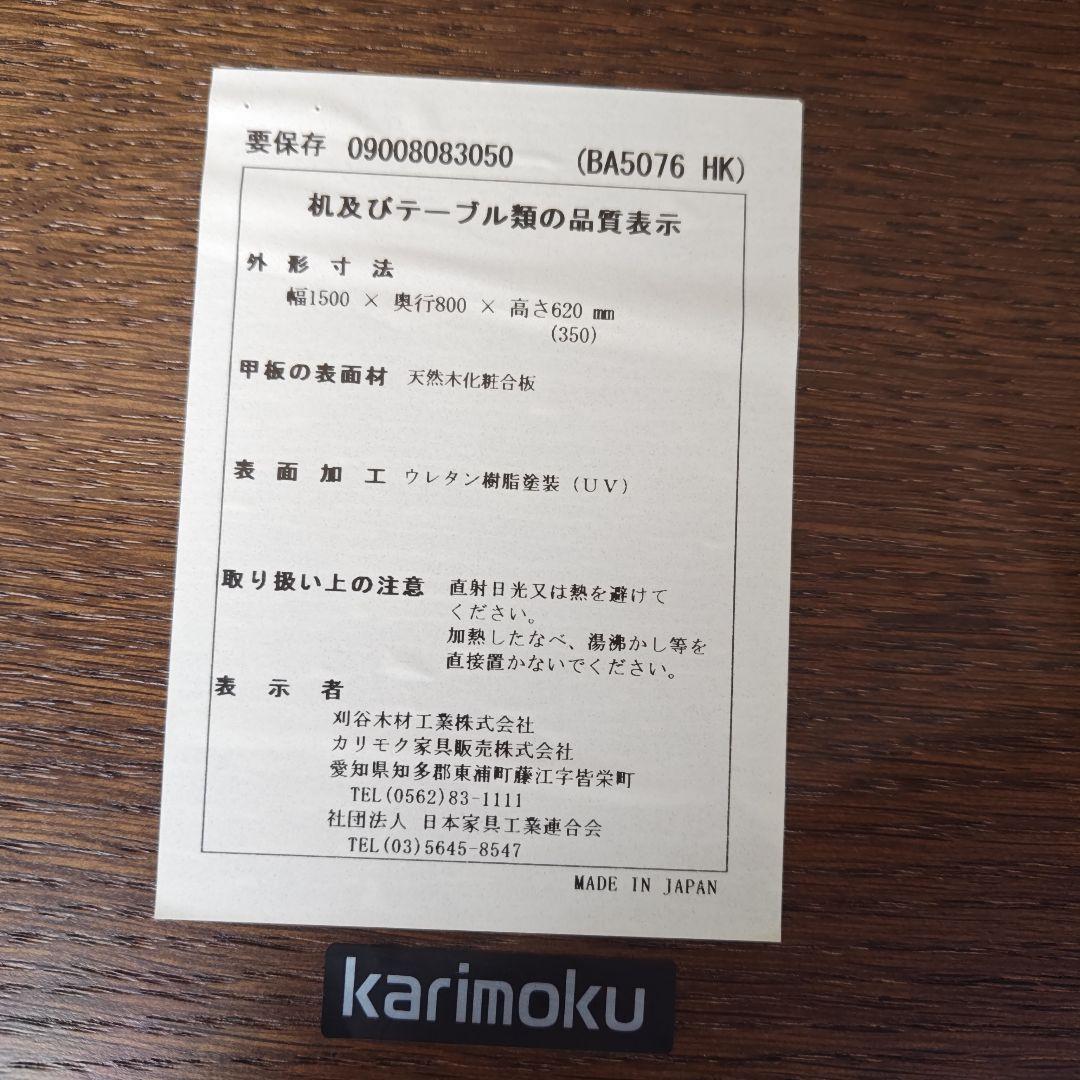 要保存 09008083050 (BA5076 HK)
机及びテーブル類の品質表示
外形寸法
幅1500 × 奥行800 × 高さ620 mm
(350)
甲板の表面材 天然木化粧合板
表面加工 ウレタン樹脂塗装(UV)
取り扱い上の注意 直射日光又は熱を避けて
ください。
加熱したなべ、湯沸かし等を
直接置かないでください。
表示者
刈谷木材工業株式会社
カリモク家具販売株式会社
愛知県知多郡東浦町藤江字皆栄町
TEL(0562)83-1111
社団法人 日本家具工業連合会
TEL(03)5645-8547
MADE IN JAPAN
karimoku